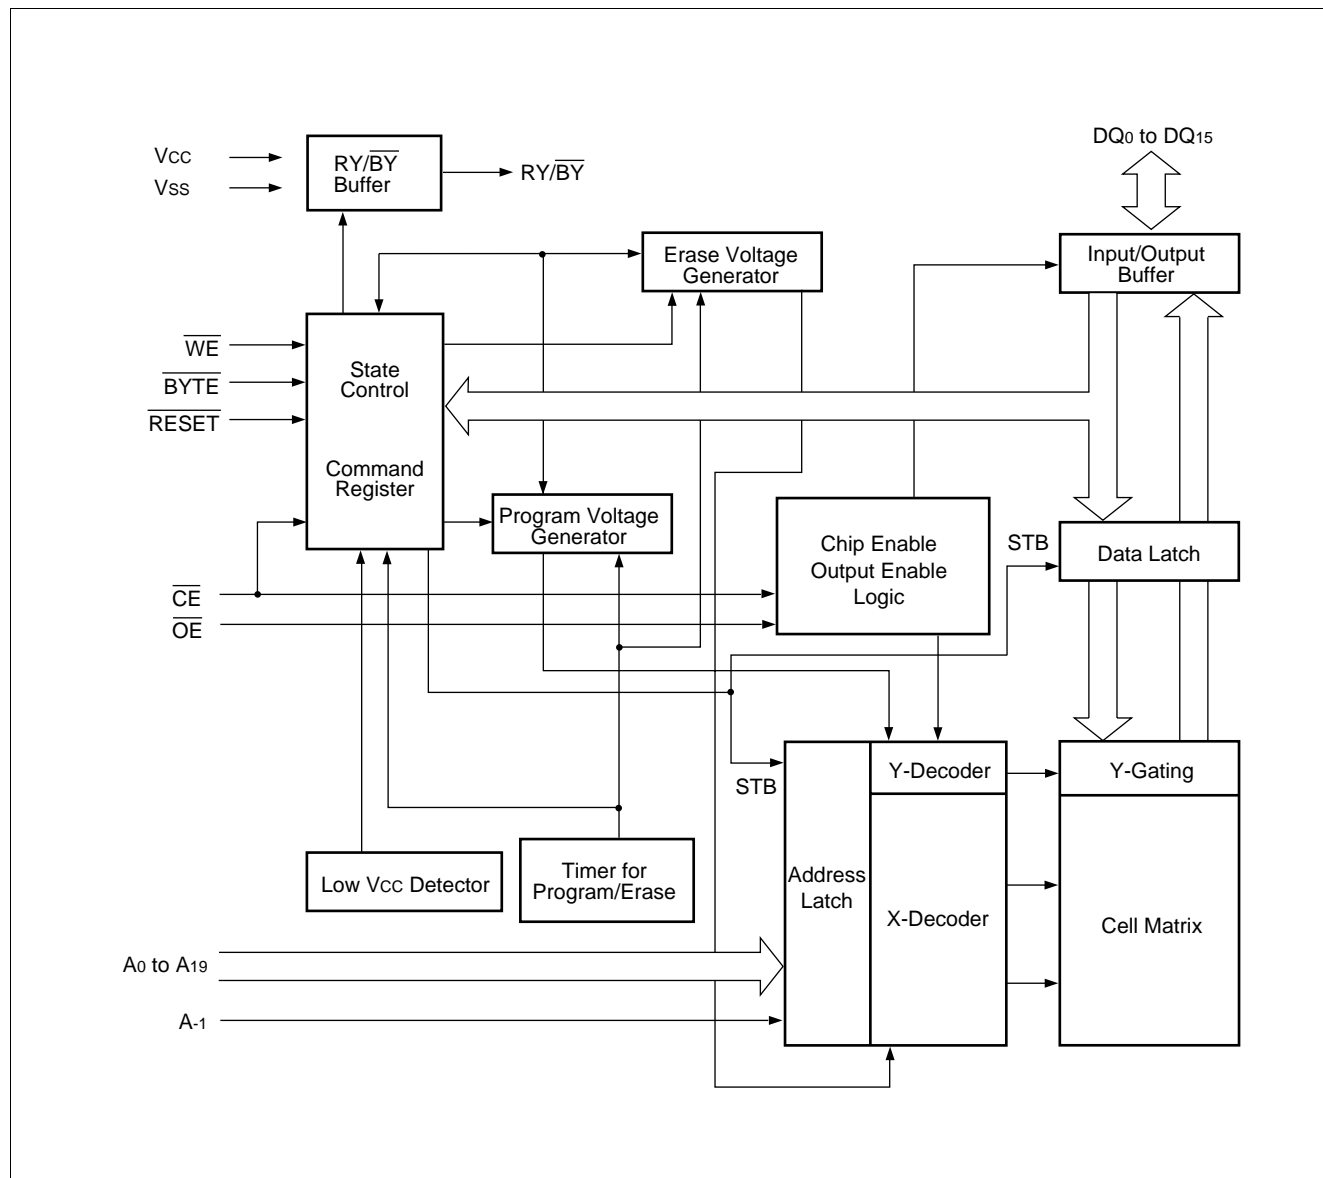 VCC
VSS
RY/BY
Buffer
RY/BY
DQ0 to DQ15
Erase Voltage
Generator
Input/Output
Buffer
WE
BYTE
RESET
State
Control
Command
Register
Program Voltage
Generator
Chip Enable
Output Enable
Logic
STB
Data Latch
CE
OE
STB
Y-Decoder
Y-Gating
Low VCC Detector
Timer for
Program/Erase
Address
Latch
X-Decoder
Cell Matrix
A0 to A19
A-1